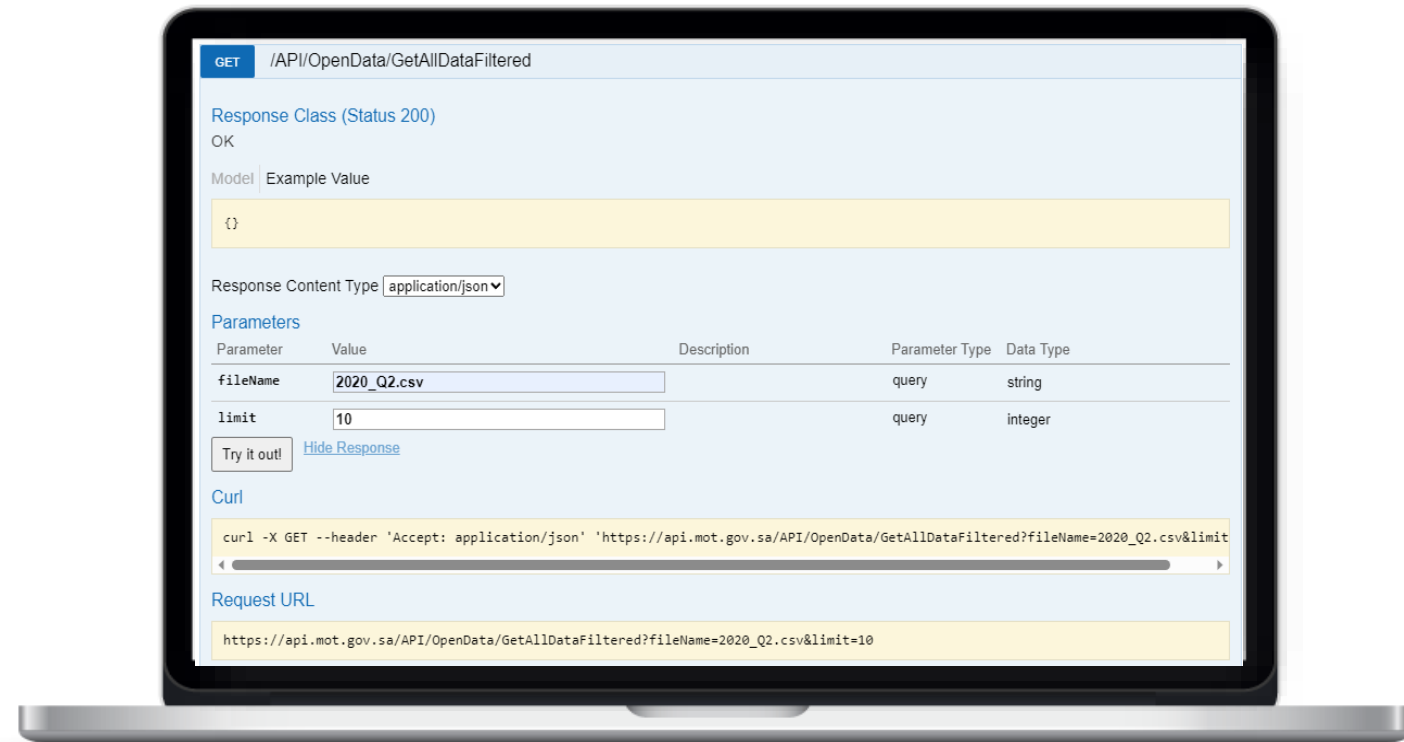 GET /API/OpenData/GetAllDataFiltered
Response Class (Status 200)
OK
Model Example Value
{}
Response Content Type application/json
Parameters
Parameter Value Description Parameter Type Data Type
fileName 2020_Q2.csv query string
limit 10 query integer
Try it out! Hide Response
Curl
curl -X GET --header 'Accept: application/json' 'https://api.mot.gov.sa/API/OpenData/GetAllDataFiltered?fileName=2020_Q2.csv&limit
Request URL
https://api.mot.gov.sa/API/OpenData/GetAllDataFiltered?fileName=2020_Q2.csv&limit=10